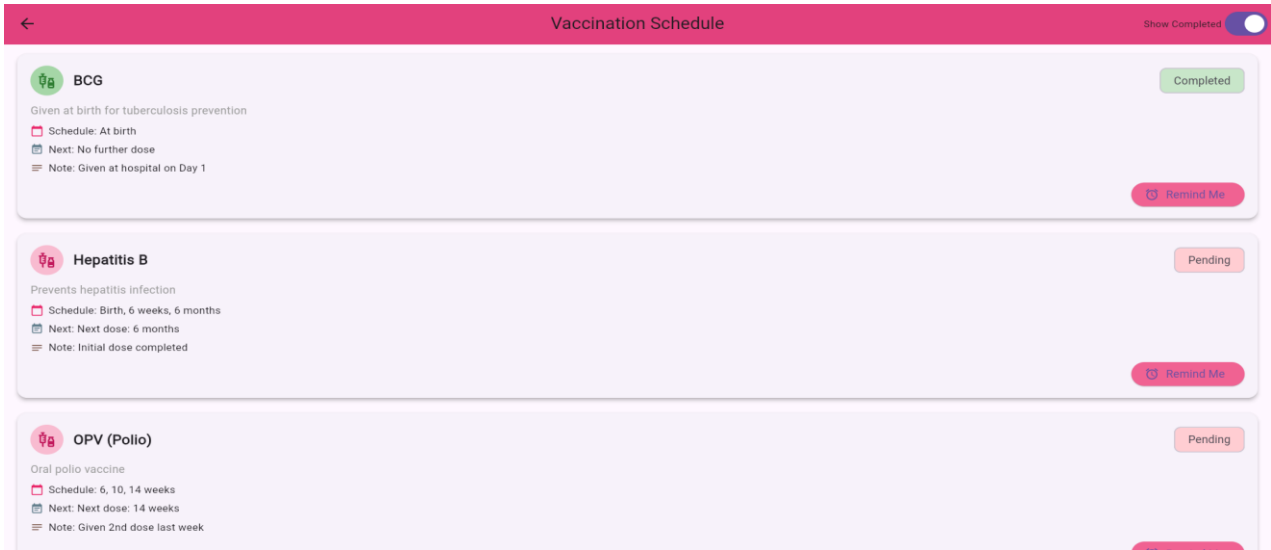 Vaccination Schedule
Show Completed
BCG
Completed
Given at birth for tuberculosis prevention
Schedule: At birth
Next: No further dose
Note: Given at hospital on Day 1
Remind Me
Hepatitis B
Pending
Prevents hepatitis infection
Schedule: Birth, 6 weeks, 6 months
Next: Next dose: 6 months
Note: Initial dose completed
Remind Me
OPV (Polio)
Pending
Oral polio vaccine
Schedule: 6, 10, 14 weeks
Next: Next dose: 14 weeks
Note: Given 2nd dose last week